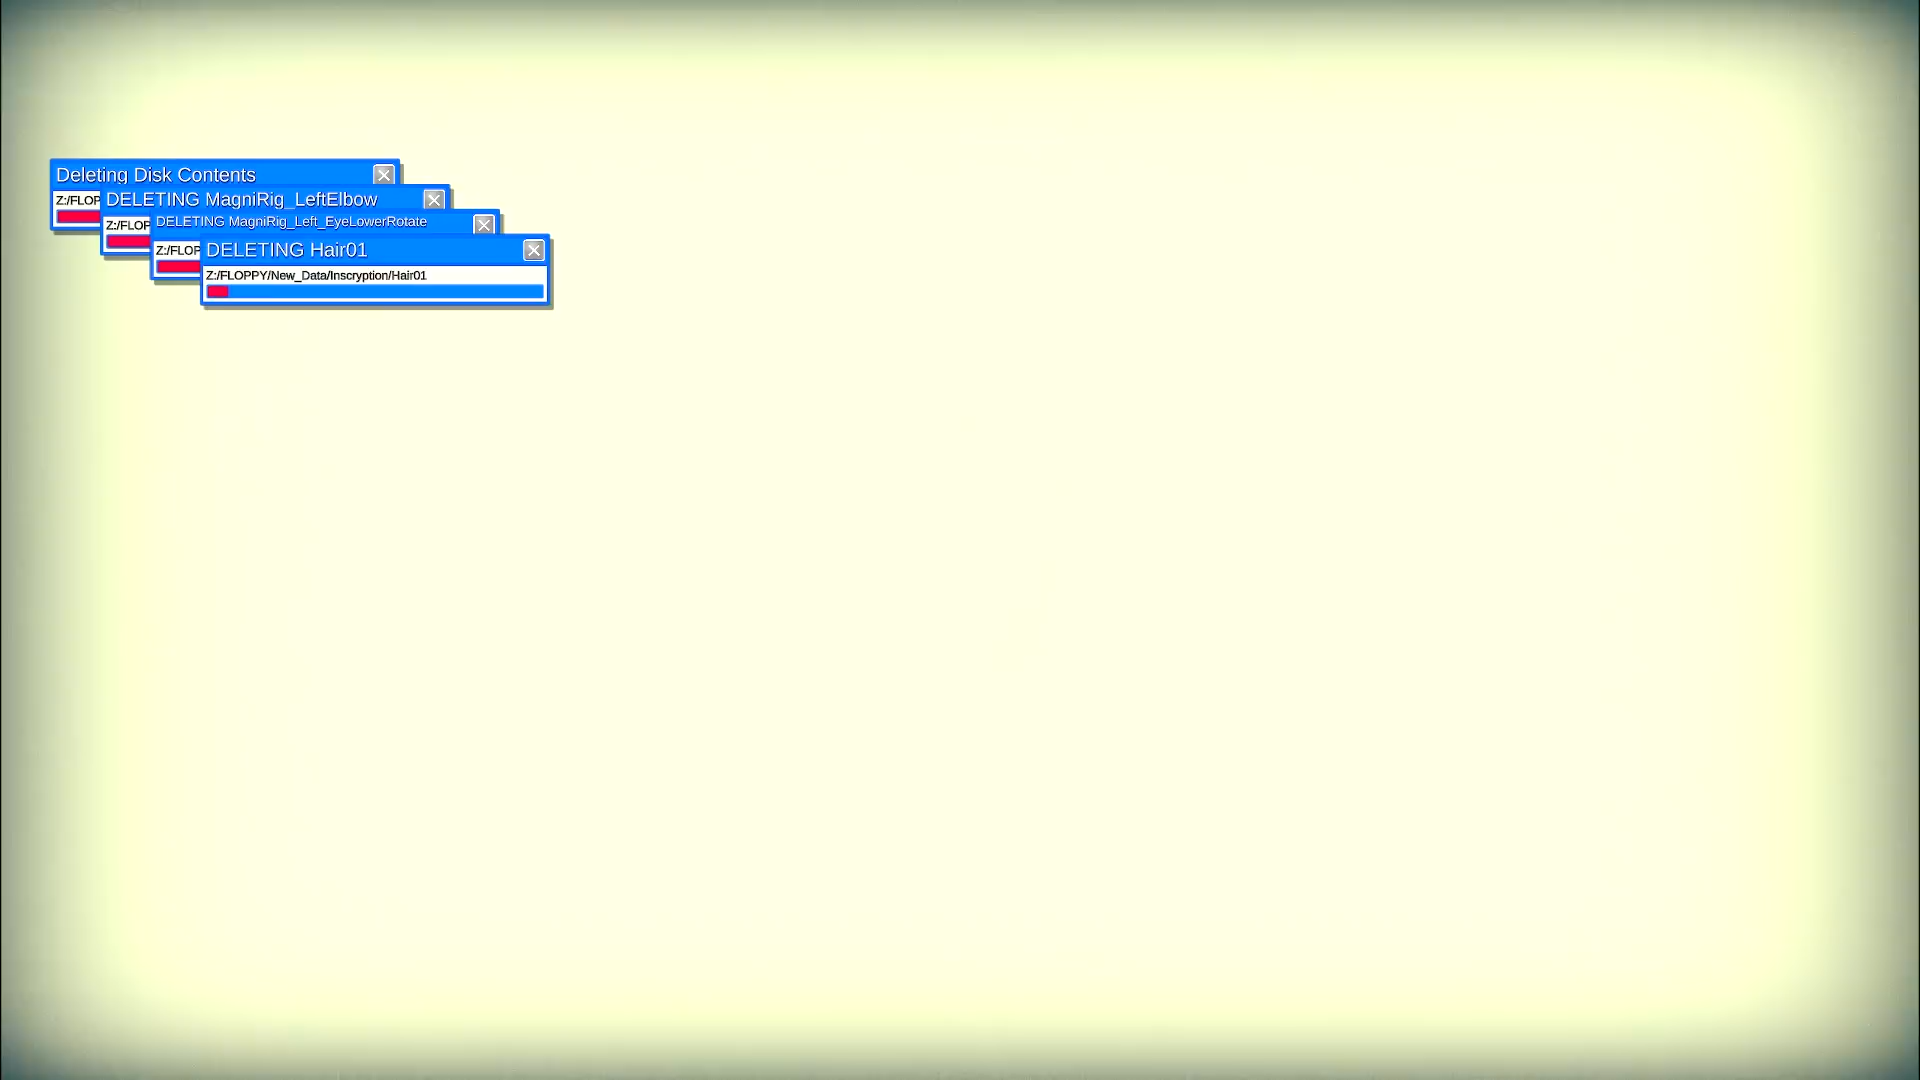 Deleting Disk Contents
Z:/FLOP
DELETING MagniRig_LeftElbow
Z:/FLOP
DELETING MagniRig_Left_EyeLowerRotate
Z:/FLOP
DELETING Hair01
Z:/FLOPPY/New_Data/Inscryption/Hair01